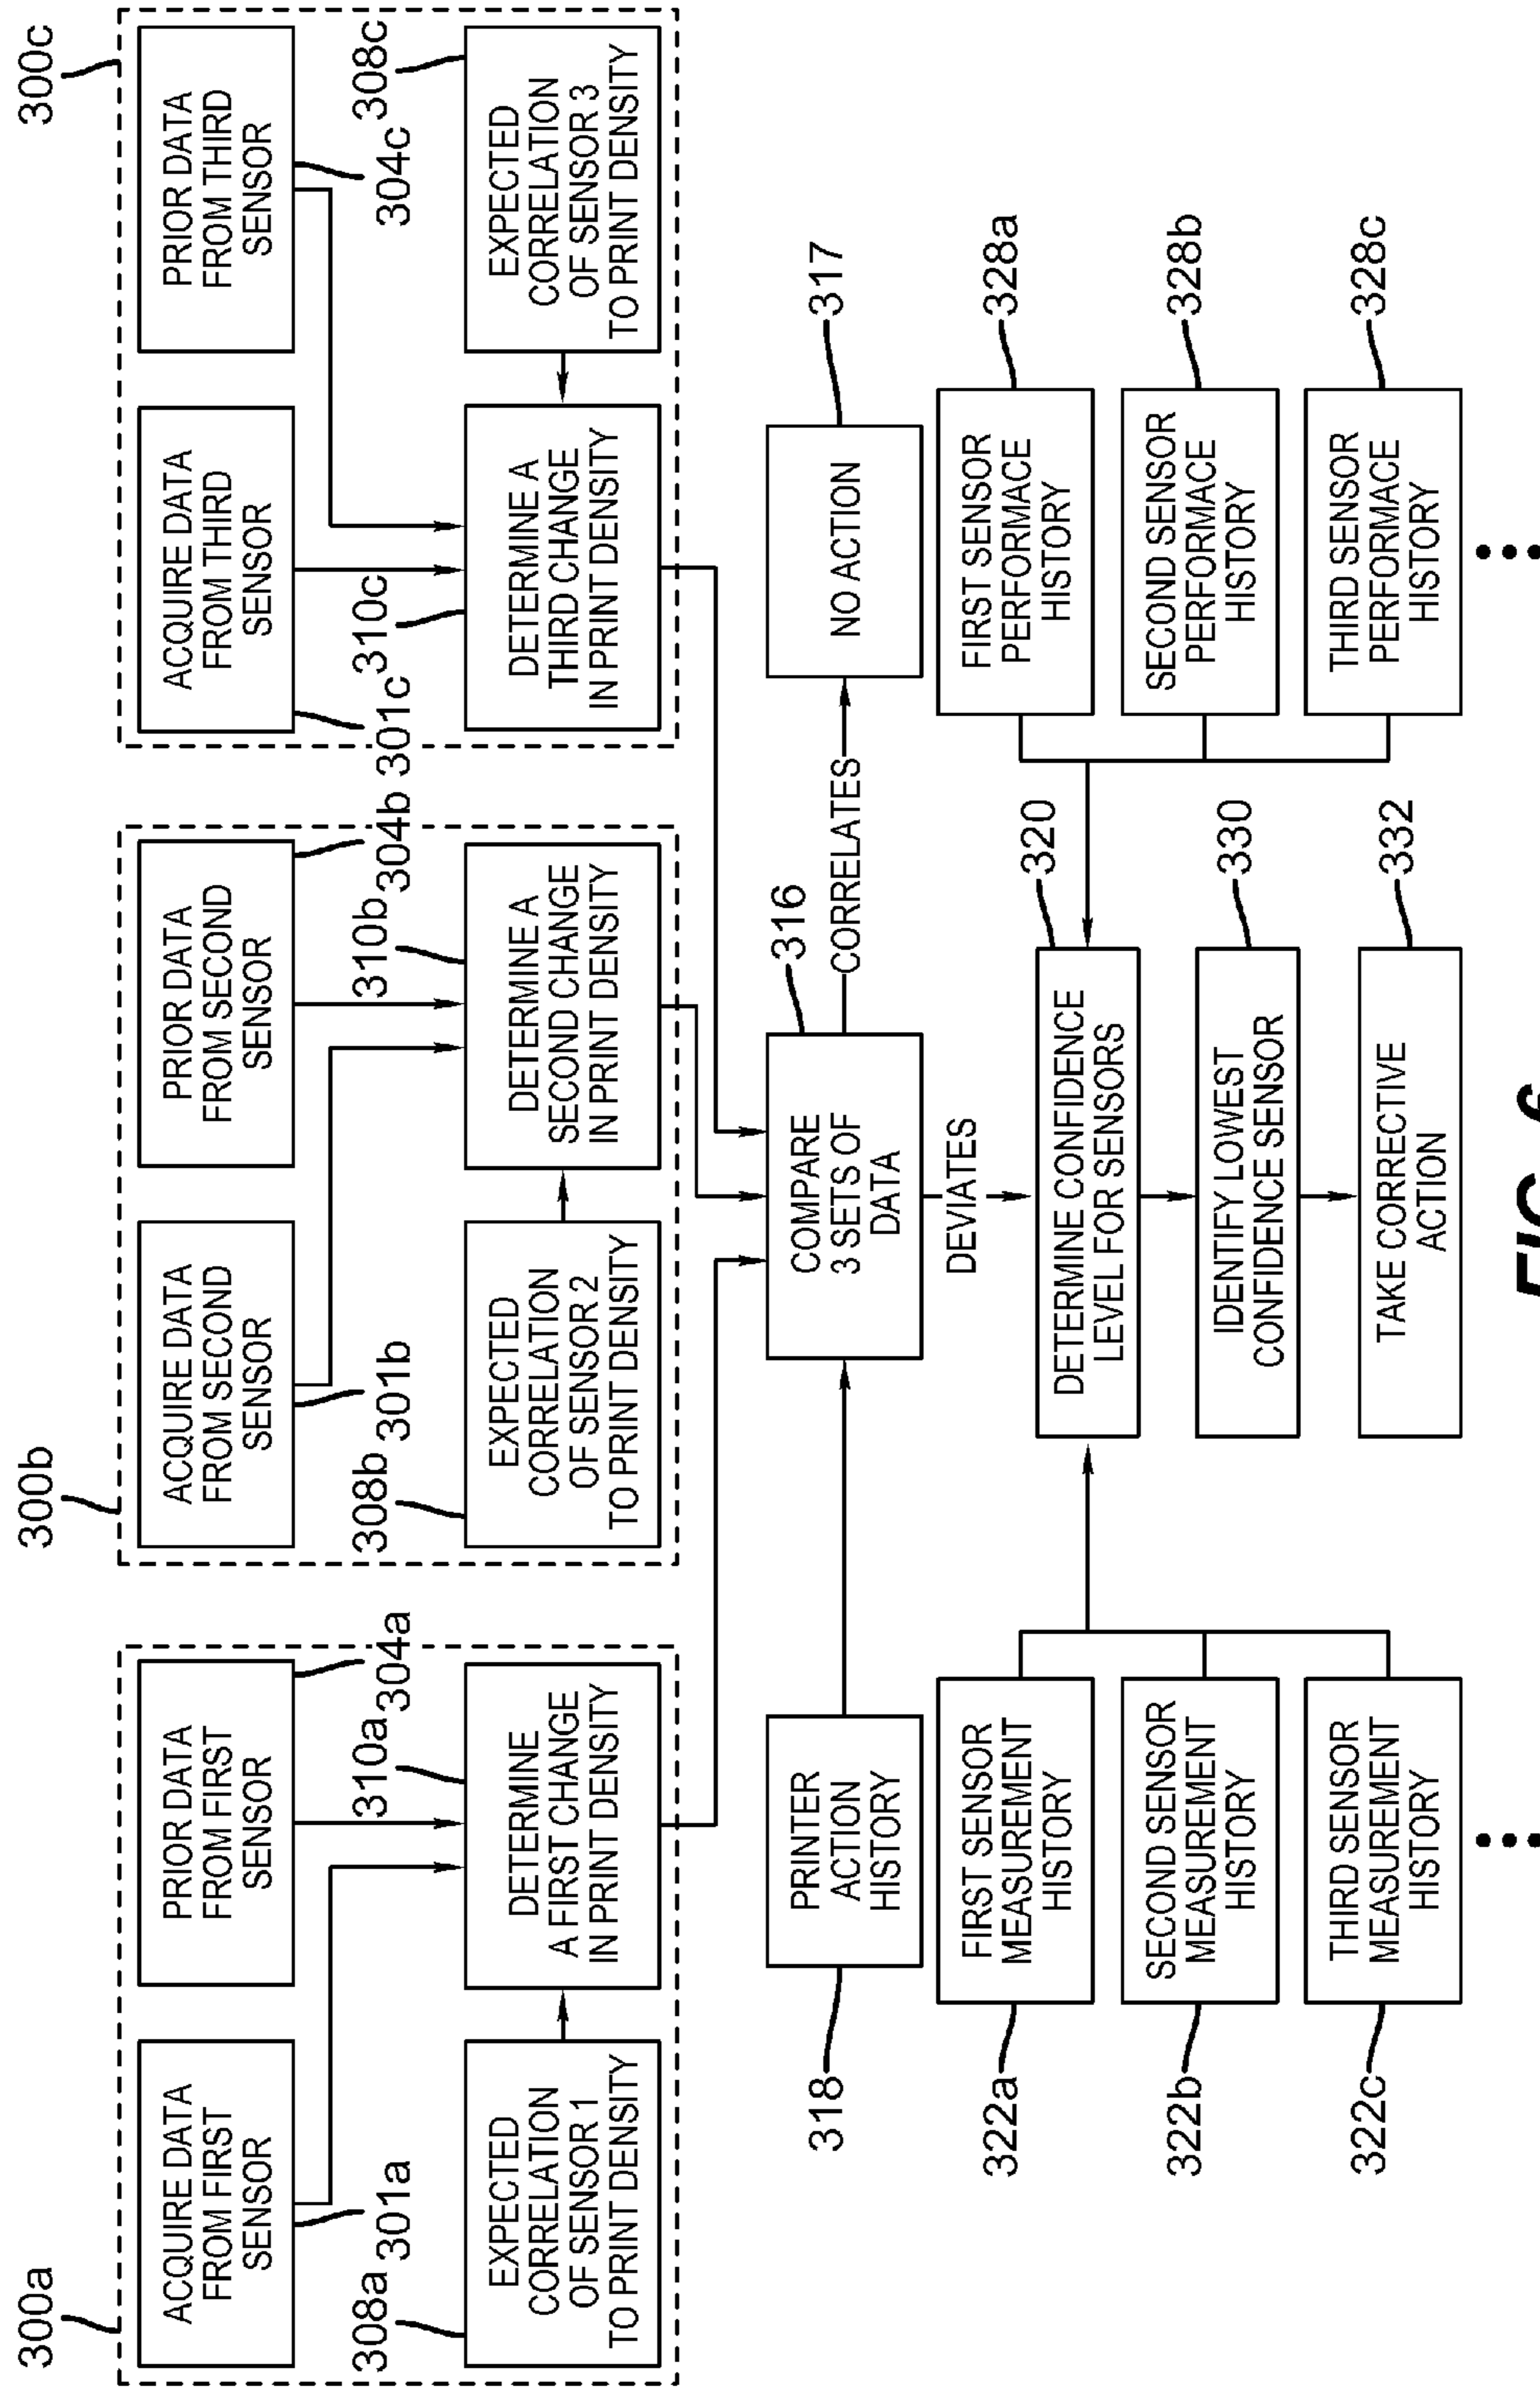 300a
ACQUIRE DATA
FROM FIRST
SENSOR
301a
PRIOR DATA
FROM FIRST
SENSOR
304a
308a
EXPECTED
CORRELATION
OF SENSOR 1
TO PRINT DENSITY
310a
DETERMINE
A FIRST CHANGE
IN PRINT DENSITY
300b
ACQUIRE DATA
FROM SECOND
SENSOR
301b
PRIOR DATA
FROM SECOND
SENSOR
304b
308b
EXPECTED
CORRELATION
OF SENSOR 2
TO PRINT DENSITY
310b
DETERMINE A
SECOND CHANGE
IN PRINT DENSITY
300c
ACQUIRE DATA
FROM THIRD
SENSOR
301c
PRIOR DATA
FROM THIRD
SENSOR
304c
310c
DETERMINE A
THIRD CHANGE
IN PRINT DENSITY
308c
EXPECTED
CORRELATION
OF SENSOR 3
TO PRINT DENSITY
318
PRINTER
ACTION
HISTORY
316
COMPARE
3 SETS OF
DATA
CORRELATES
NO ACTION
317
DEVIATES
322a
FIRST SENSOR
MEASUREMENT
HISTORY
322b
SECOND SENSOR
MEASUREMENT
HISTORY
322c
THIRD SENSOR
MEASUREMENT
HISTORY
320
DETERMINE CONFIDENCE
LEVEL FOR SENSORS
330
IDENTIFY LOWEST
CONFIDENCE SENSOR
332
TAKE CORRECTIVE
ACTION
328a
FIRST SENSOR
PERFORMACE
HISTORY
328b
SECOND SENSOR
PERFORMACE
HISTORY
328c
THIRD SENSOR
PERFORMACE
HISTORY